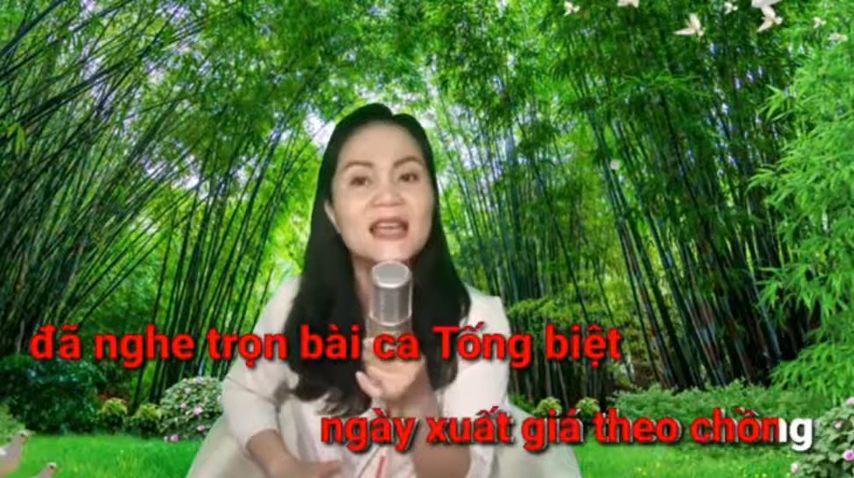 đã nghe trọn bài ca Tống biệt
ngày xuất giá theo chồng